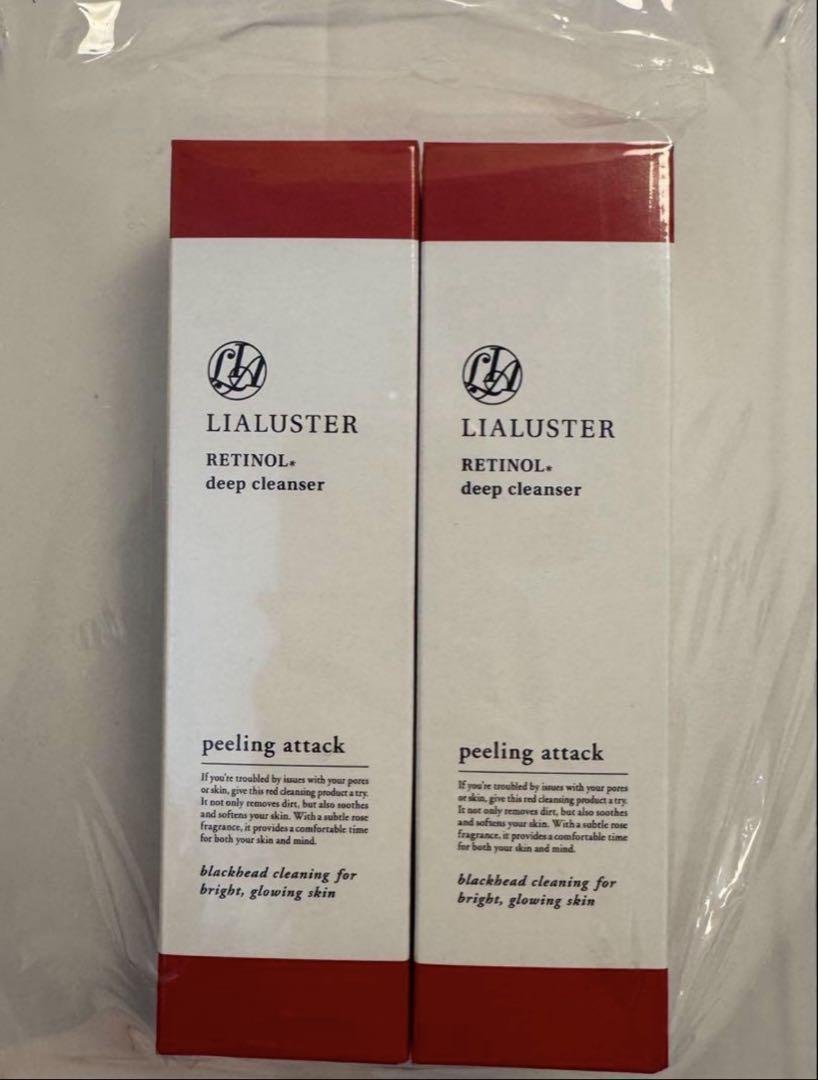 LIA
LIALUSTER
RETINOL*
deep cleanser
peeling attack
If you're troubled by issues with your pores
or skin, give this red cleansing product a try.
It not only removes dirt, but also soothes
and softens your skin. With a subtle rose
fragrance, it provides a comfortable time
for both your skin and mind.
blackhead cleaning for
bright, glowing skin
LIA
LIALUSTER
RETINOL*
deep cleanser
peeling attack
If you're troubled by issues with your pores
or skin, give this red cleansing product a try.
It not only removes dirt, but also soothes
and softens your skin. With a subtle rose
fragrance, it provides a comfortable time
for both your skin and mind.
blackhead cleaning for
bright, glowing skin